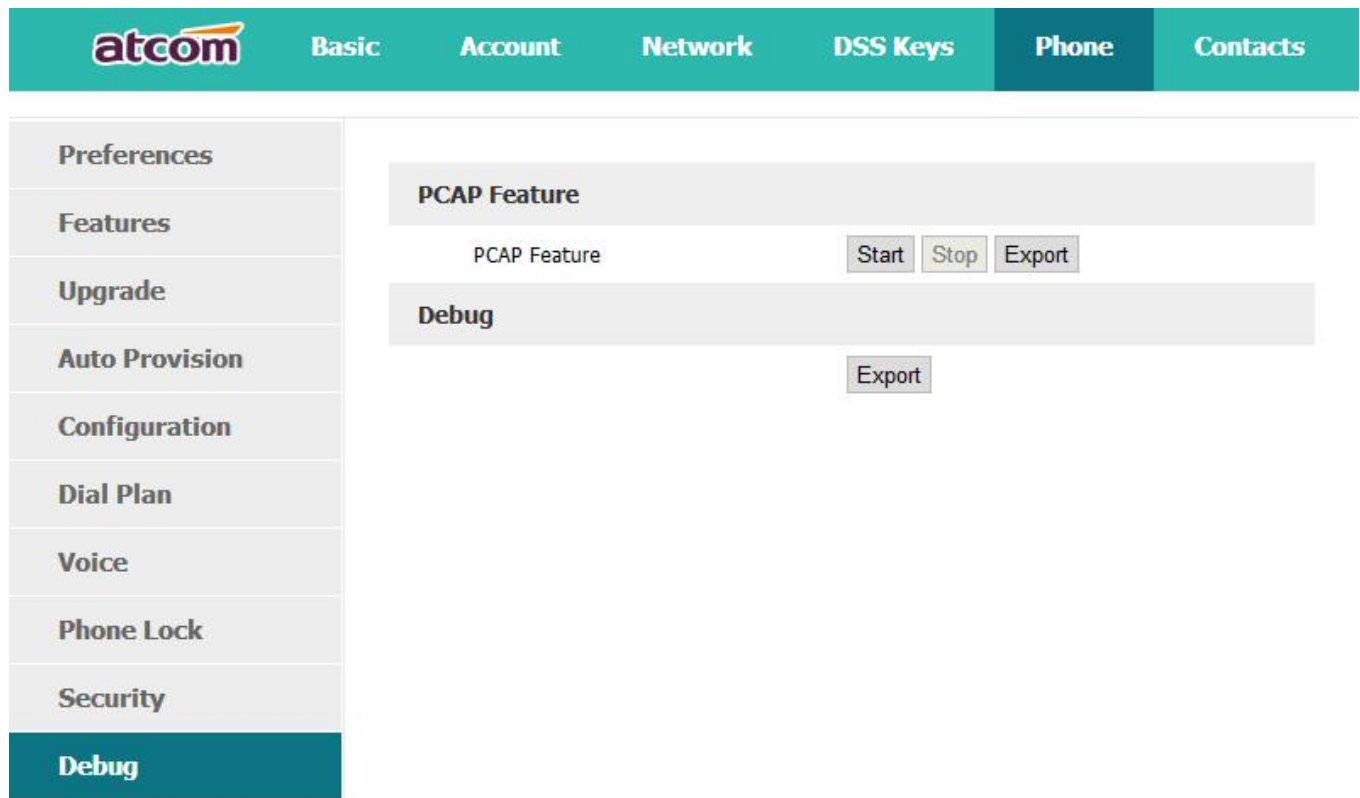 atcom Basic Account Network DSS Keys Phone Contacts
Preferences
Features
Upgrade
Auto Provision
Configuration
Dial Plan
Voice
Phone Lock
Security
Debug
PCAP Feature
PCAP Feature Start Stop Export
Debug
Export